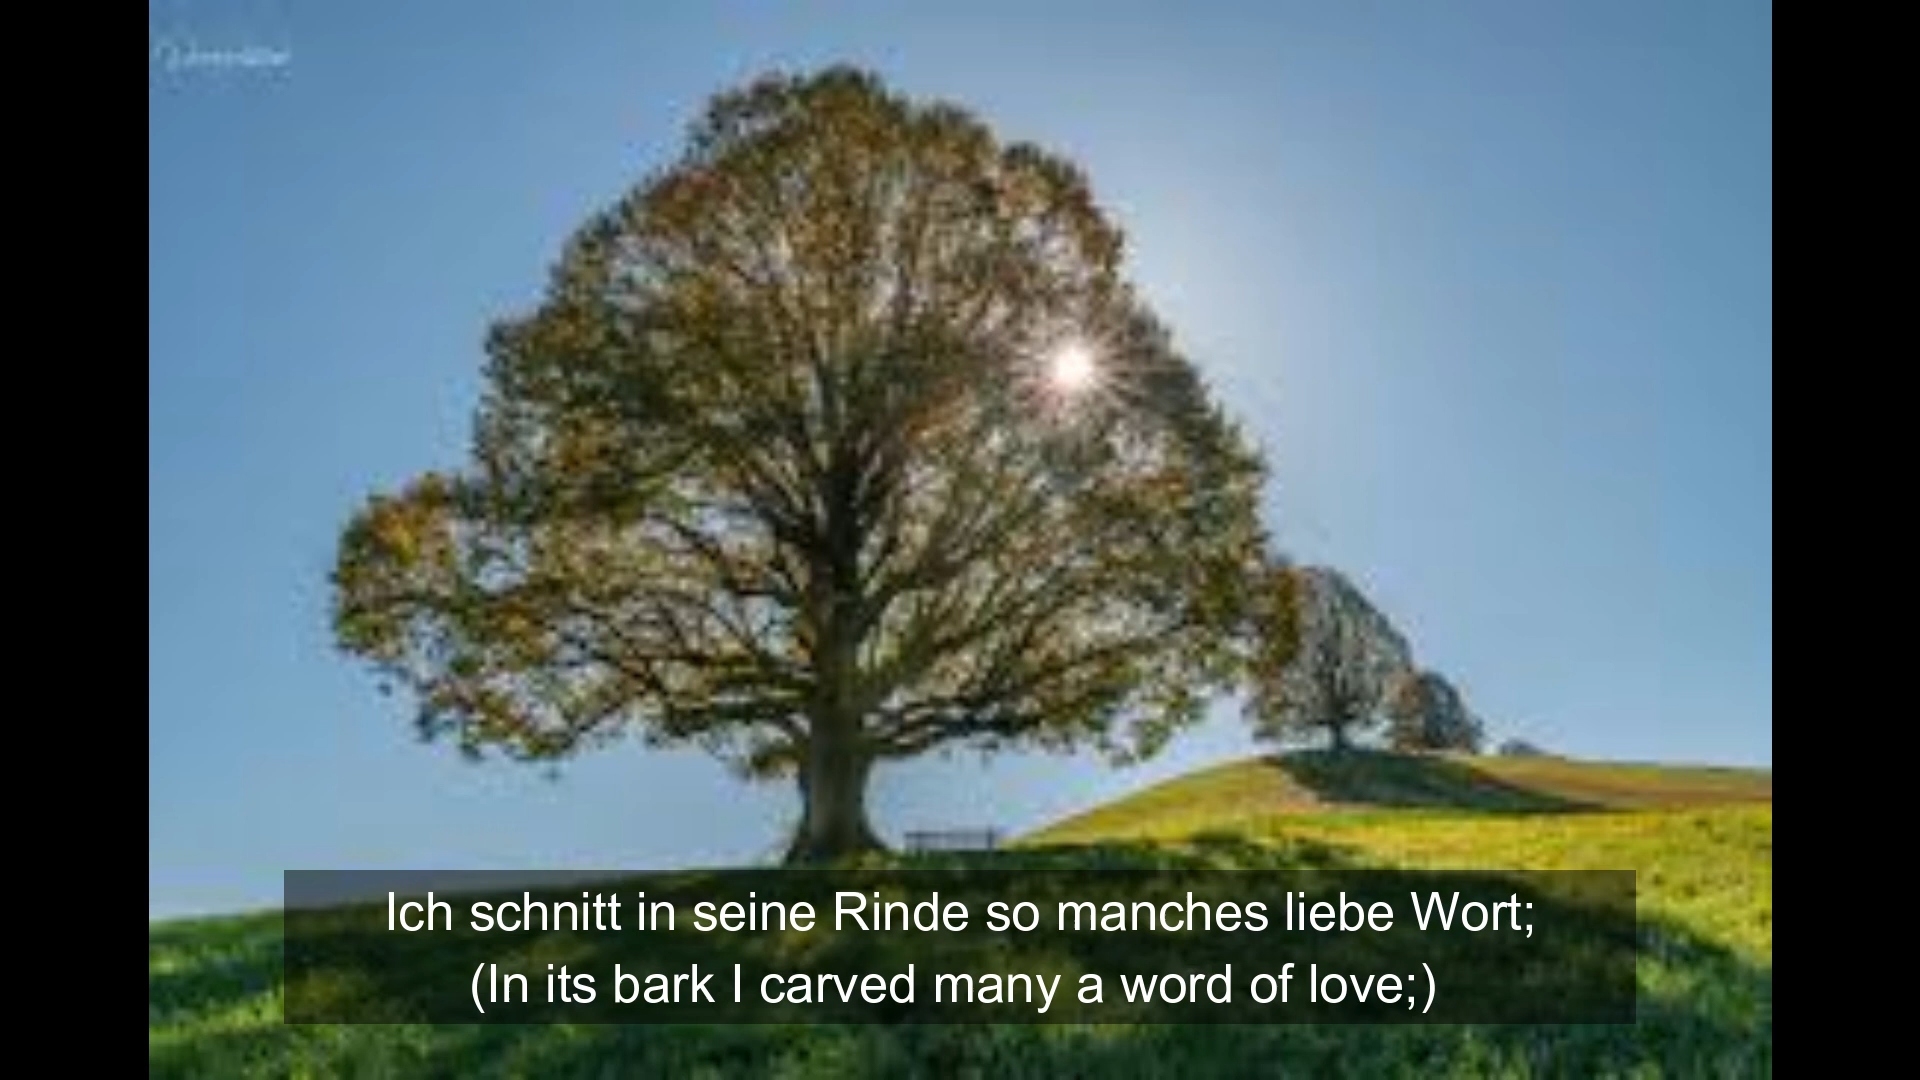 Ich schnitt in seine Rinde so manches liebe Wort;
(In its bark I carved many a word of love;)